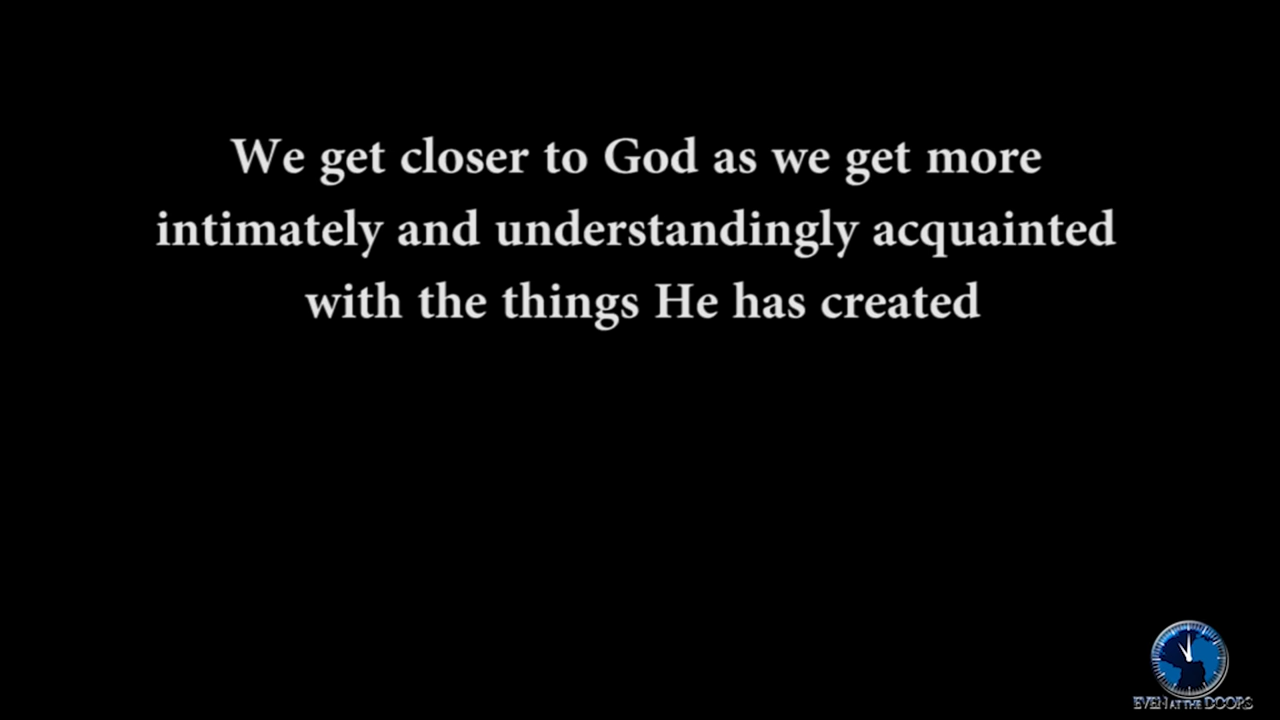 We get closer to God as we get more
intimately and understandingly acquainted
with the things He has created
EVEN AT THE DOORS